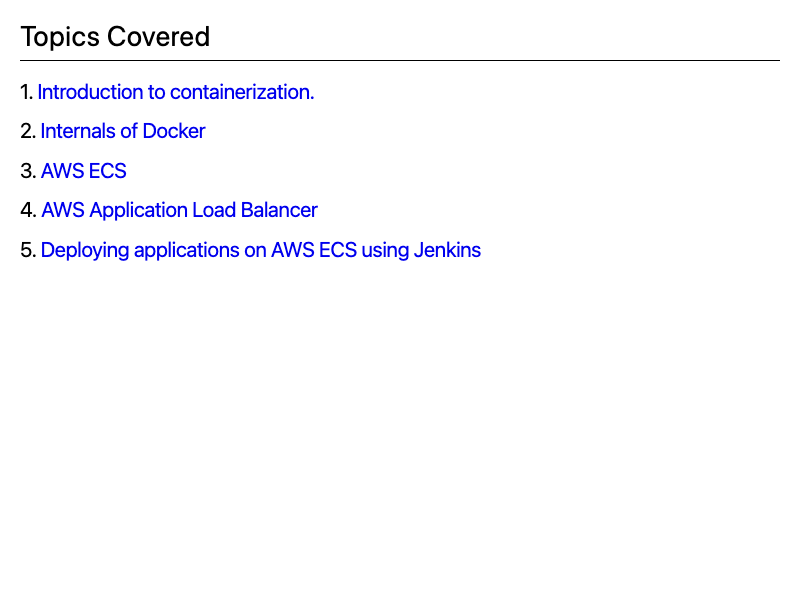 Topics Covered
1. Introduction to containerization.
2. Internals of Docker
3. AWS ECS
4. AWS Application Load Balancer
5. Deploying applications on AWS ECS using Jenkins